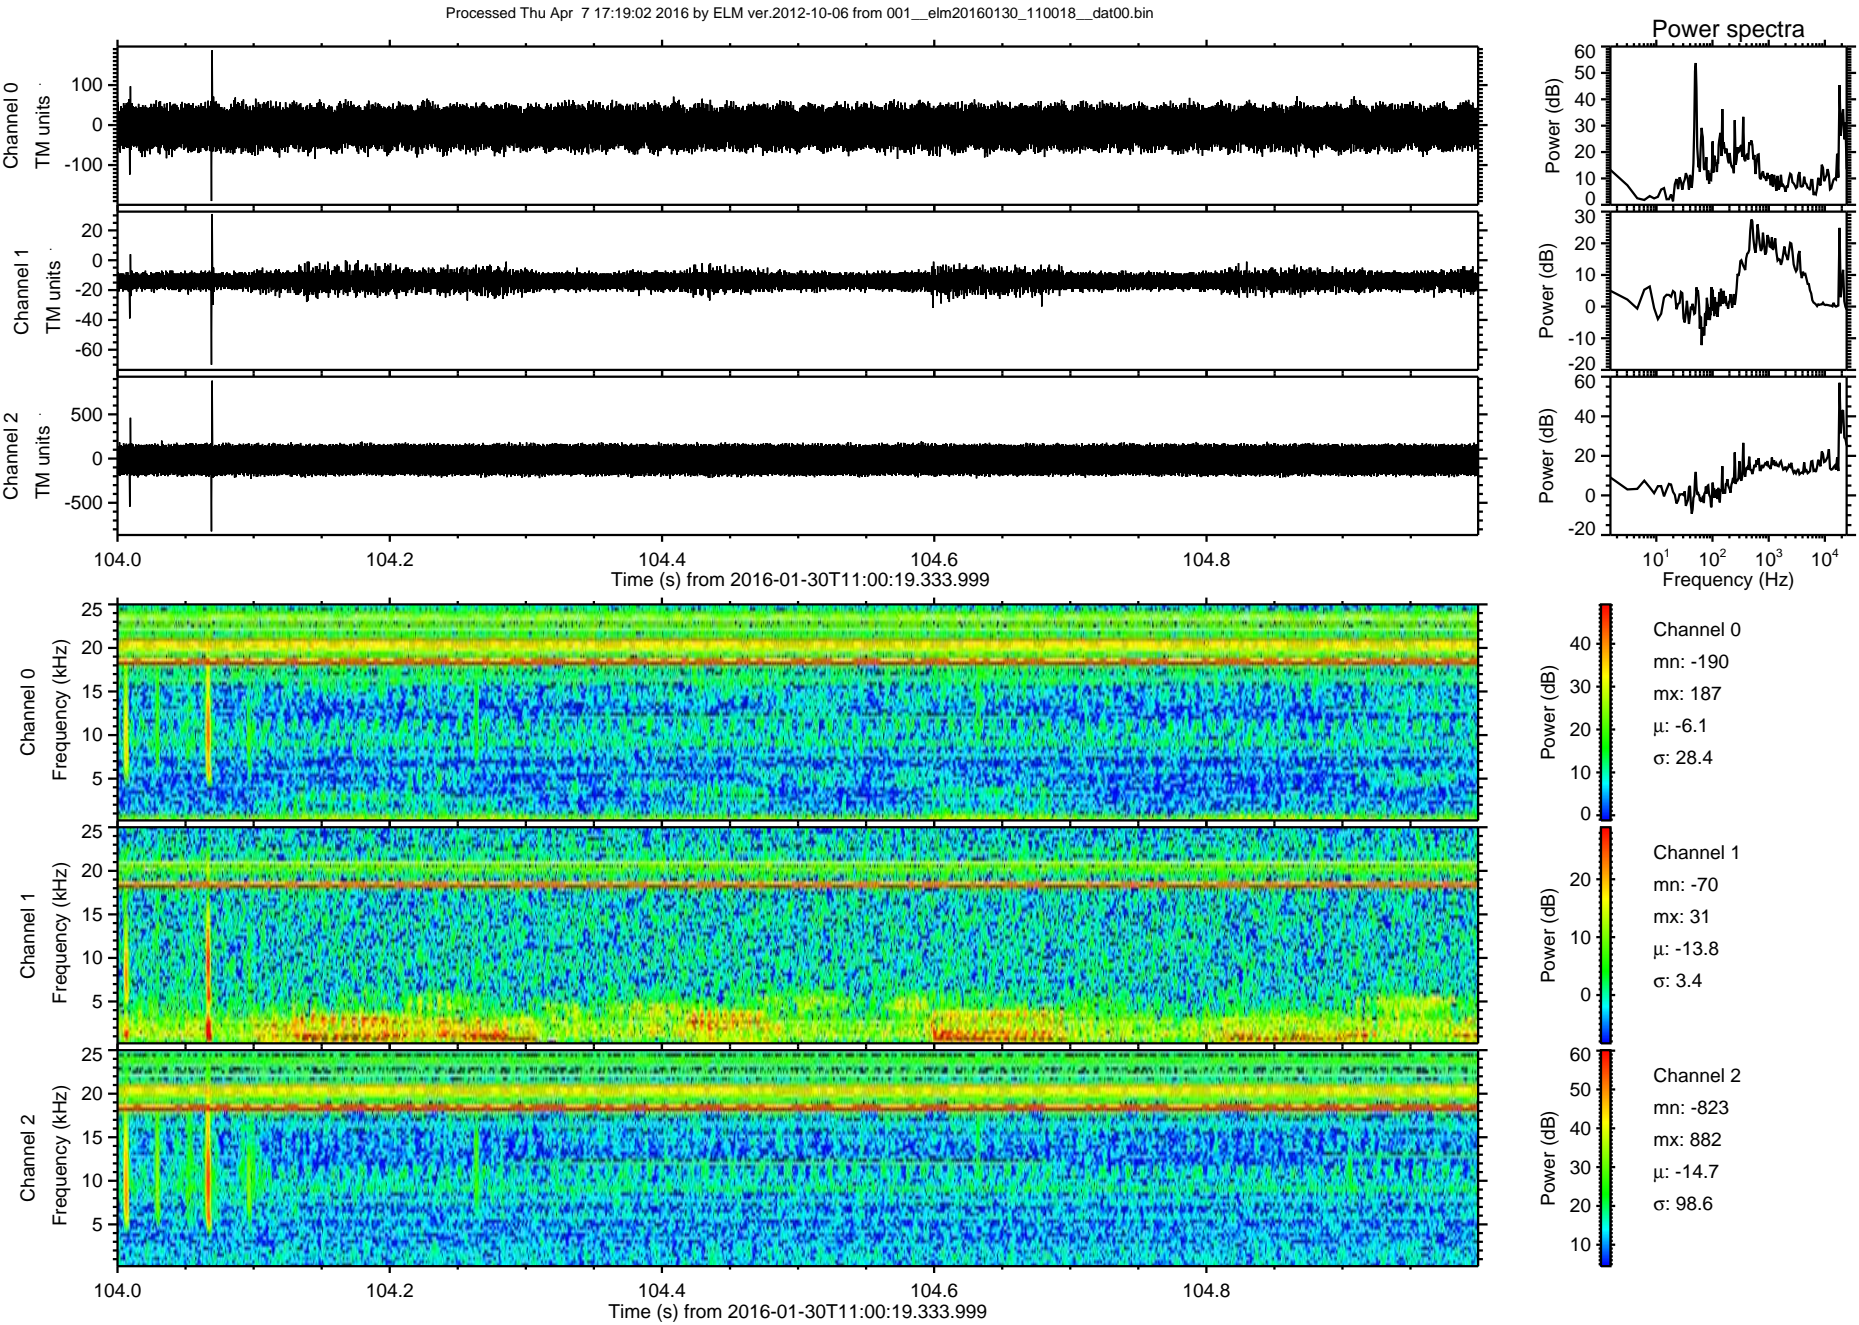 Processed Thu Apr  7 17:19:02 2016 by ELM ver.2012-10-06 from 001__elm20160130_110018__dat00.bin
Power spectra
Channel 0
TM units
100
0
-100
Power (dB)
60
50
40
30
20
10
0
Channel 1
TM units
20
0
-20
-40
-60
Power (dB)
30
20
10
0
-10
-20
Channel 2
TM units
500
0
-500
Power (dB)
60
40
20
0
-20
104.0 104.2 104.4 104.6 104.8
Time (s) from 2016-01-30T11:00:19.333.999
10¹ 10² 10³ 10⁴
Frequency (Hz)
Channel 0
Frequency (kHz)
25
20
15
10
5
Power (dB)
40
30
20
10
0
Channel 0
mn: -190
mx: 187
µ: -6.1
σ: 28.4
Channel 1
Frequency (kHz)
25
20
15
10
5
Power (dB)
20
10
0
Channel 1
mn: -70
mx: 31
µ: -13.8
σ: 3.4
Channel 2
Frequency (kHz)
25
20
15
10
5
Power (dB)
60
50
40
30
20
10
Channel 2
mn: -823
mx: 882
µ: -14.7
σ: 98.6
104.0 104.2 104.4 104.6 104.8
Time (s) from 2016-01-30T11:00:19.333.999